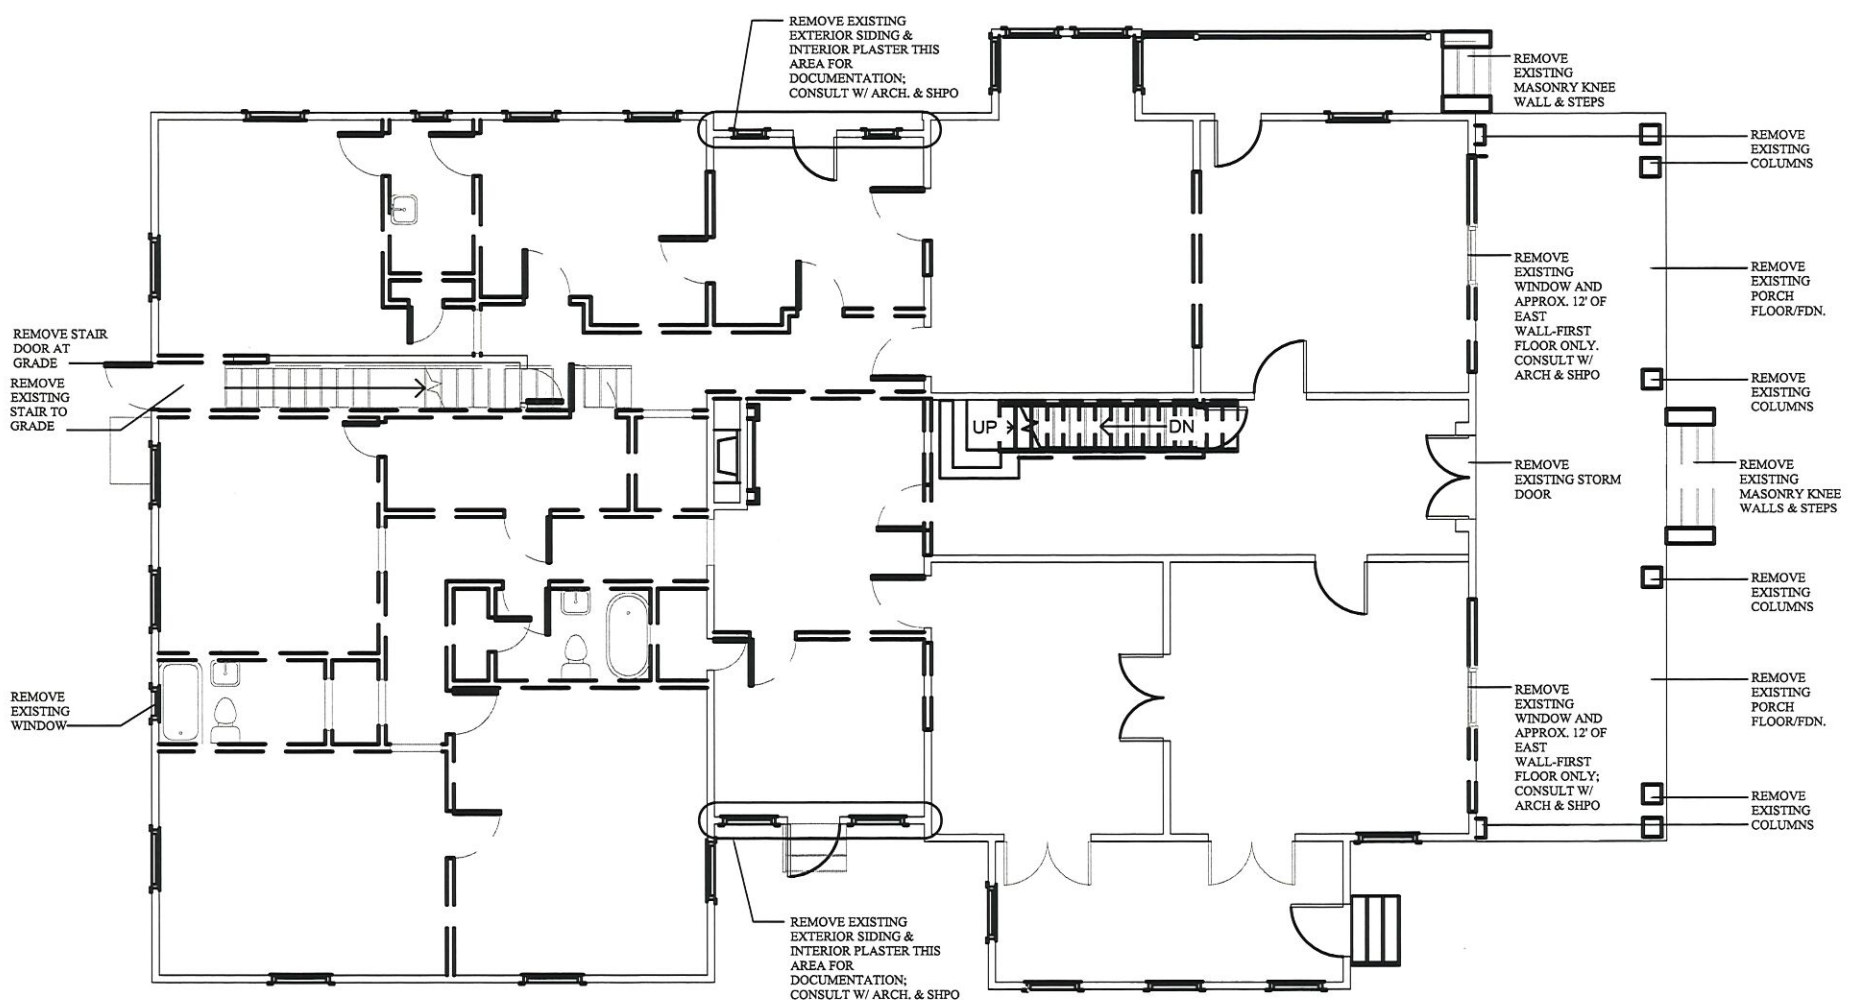 REMOVE EXISTING
EXTERIOR SIDING &
INTERIOR PLASTER THIS
AREA FOR
DOCUMENTATION;
CONSULT W/ ARCH. & SHPO
REMOVE
EXISTING
MASONRY KNEE
WALL & STEPS
REMOVE
EXISTING
COLUMNS
REMOVE
EXISTING
WINDOW AND
APPROX. 12' OF
EAST
WALL-FIRST
FLOOR ONLY.
CONSULT W/
ARCH & SHPO
REMOVE
EXISTING
PORCH
FLOOR/FDN.
REMOVE STAIR
DOOR AT
GRADE
REMOVE
EXISTING
STAIR TO
GRADE
REMOVE
EXISTING
COLUMNS
UP
DN
REMOVE
EXISTING STORM
DOOR
REMOVE
EXISTING
MASONRY KNEE
WALLS & STEPS
REMOVE
EXISTING
COLUMNS
REMOVE
EXISTING
WINDOW
REMOVE
EXISTING
WINDOW AND
APPROX. 12' OF
EAST
WALL-FIRST
FLOOR ONLY;
CONSULT W/
ARCH & SHPO
REMOVE
EXISTING
PORCH
FLOOR/FDN.
REMOVE
EXISTING
COLUMNS
REMOVE EXISTING
EXTERIOR SIDING &
INTERIOR PLASTER THIS
AREA FOR
DOCUMENTATION;
CONSULT W/ ARCH. & SHPO